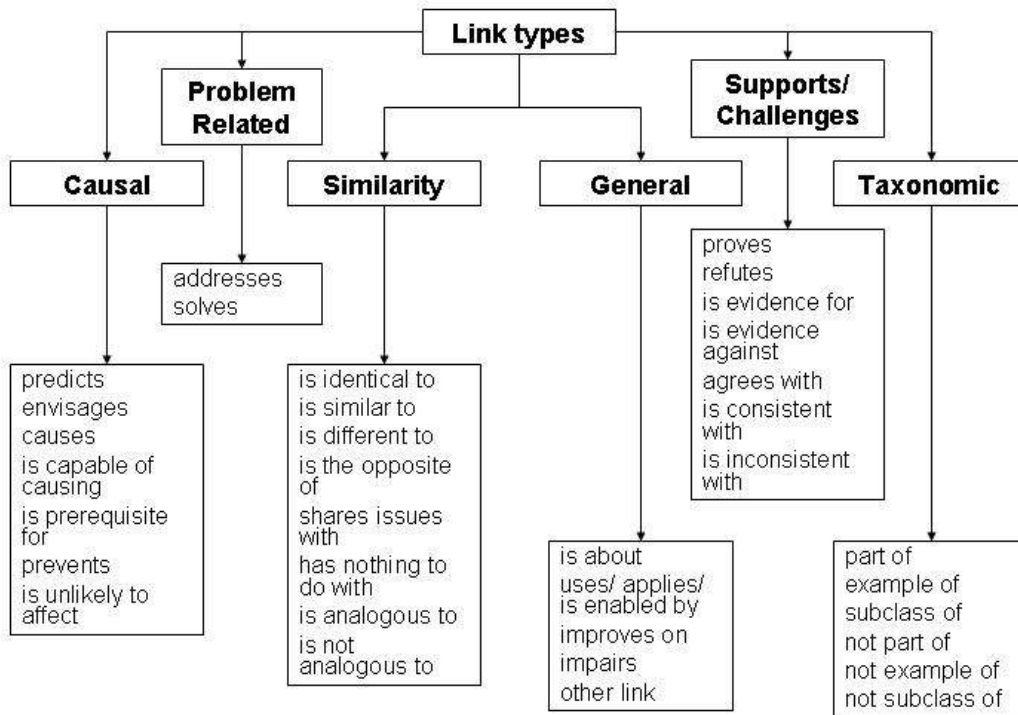 Link types
Problem
Related
Supports/
Challenges
Causal
Similarity
General
Taxonomic
addresses
solves
proves
refutes
is evidence for
is evidence
against
agrees with
is consistent
with
is inconsistent
with
predicts
envisages
causes
is capable of
causing
is prerequisite
for
prevents
is unlikely to
affect
is identical to
is similar to
is different to
is the opposite
of
shares issues
with
has nothing to
do with
is analogous to
is not
analogous to
is about
uses/ applies/
is enabled by
improves on
impairs
other link
part of
example of
subclass of
not part of
not example of
not subclass of